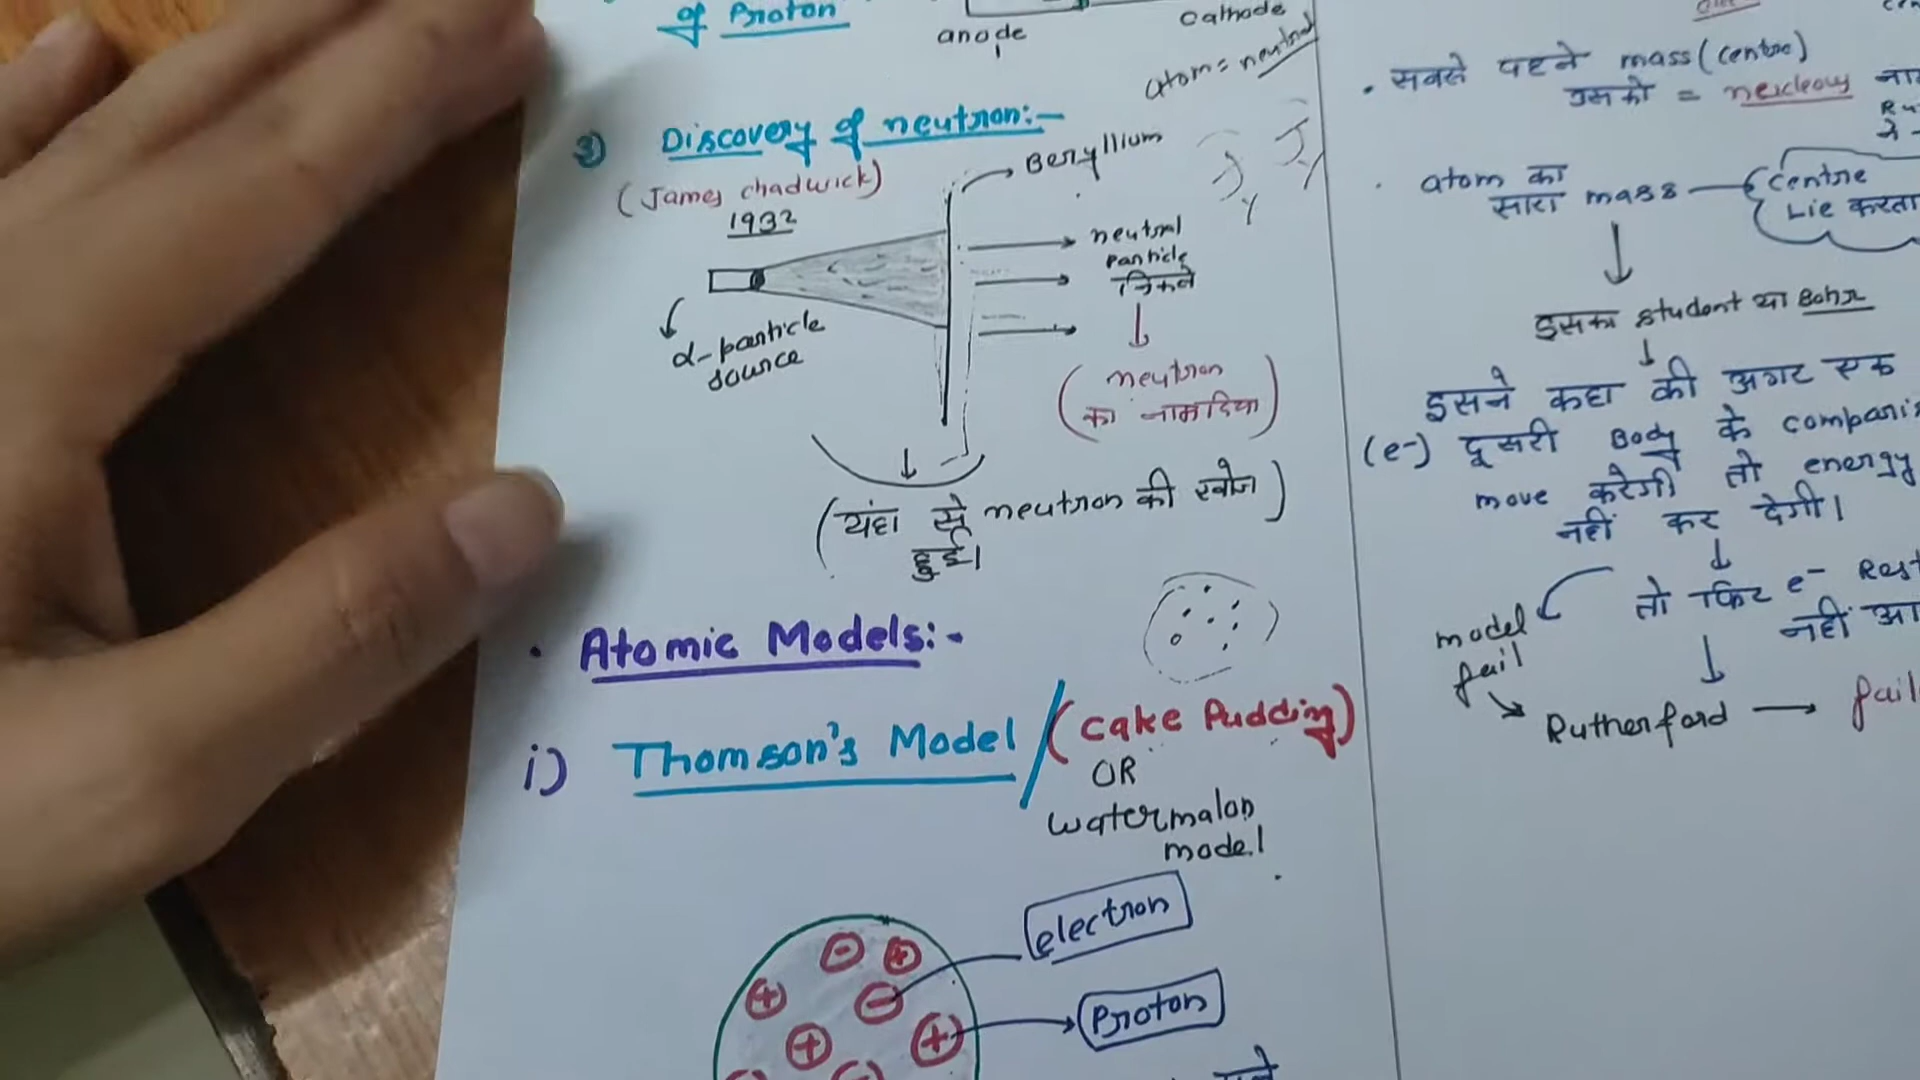 of Proton
anode
Cathode
atom = neutral
3) Discovery of neutron:-
(James chadwick)
1932
Beryllium
neutral
particle
निकले
α-particle
source
(neutron
का नाम दिया)
(यंहा से neutron की खोज
हुई।)
• Atomic Models:-
i) Thomson's Model / (Cake Pudding)
OR
watermalon
model
electron
Proton
+
-
• सबसे पहले mass (centre)
उसको =
• atom का
सारा mass
Centre
Lie करता
इसका student था Bohr
इसने कहा की अगर एक
(e-) दूसरी Body के
move करेगी तो energy
नहीं कर देगी।
तो फिर e-
नहीं
model
fail
Rutherford → fail